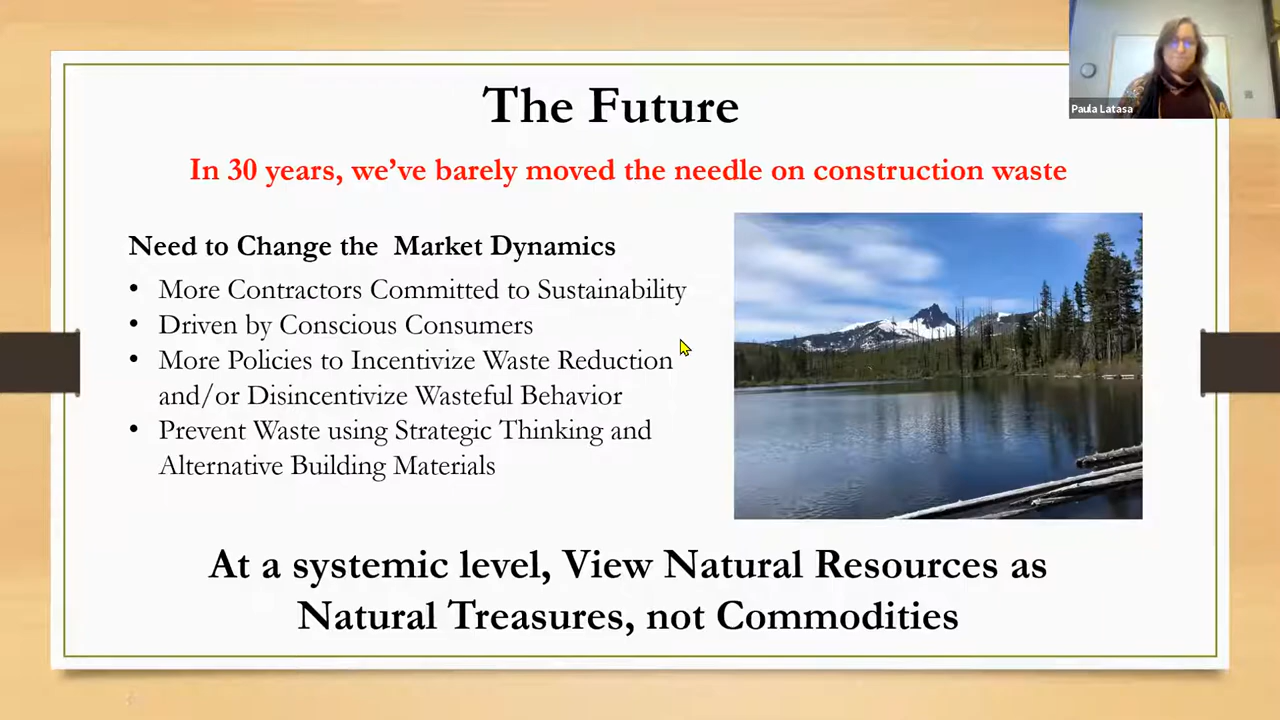 The Future
Paula Latasa
In 30 years, we've barely moved the needle on construction waste
Need to Change the  Market Dynamics
• More Contractors Committed to Sustainability
• Driven by Conscious Consumers
• More Policies to Incentivize Waste Reduction
and/or Disincentivize Wasteful Behavior
• Prevent Waste using Strategic Thinking and
Alternative Building Materials
At a systemic level, View Natural Resources as
Natural Treasures, not Commodities